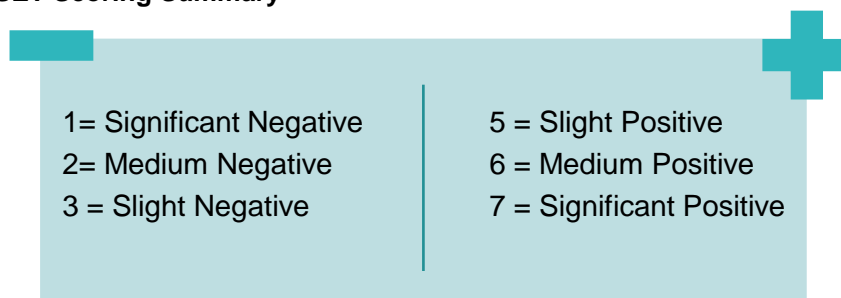 Scoring Summary
1= Significant Negative
2= Medium Negative
3 = Slight Negative
5 = Slight Positive
6 = Medium Positive
7 = Significant Positive